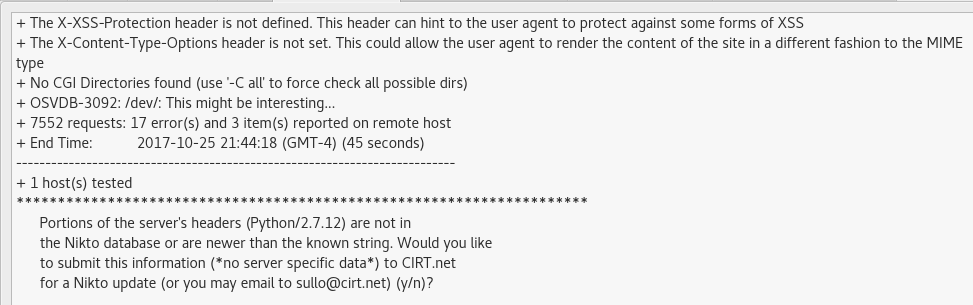 + The X-XSS-Protection header is not defined. This header can hint to the user agent to protect against some forms of XSS
+ The X-Content-Type-Options header is not set. This could allow the user agent to render the content of the site in a different fashion to the MIME
type
+ No CGI Directories found (use '-C all' to force check all possible dirs)
+ OSVDB-3092: /dev/: This might be interesting...
+ 7552 requests: 17 error(s) and 3 item(s) reported on remote host
+ End Time:           2017-10-25 21:44:18 (GMT-4) (45 seconds)
---------------------------------------------------------------------------
+ 1 host(s) tested
*********************************************************************
Portions of the server's headers (Python/2.7.12) are not in
the Nikto database or are newer than the known string. Would you like
to submit this information (*no server specific data*) to CIRT.net
for a Nikto update (or you may email to sullo@cirt.net) (y/n)?